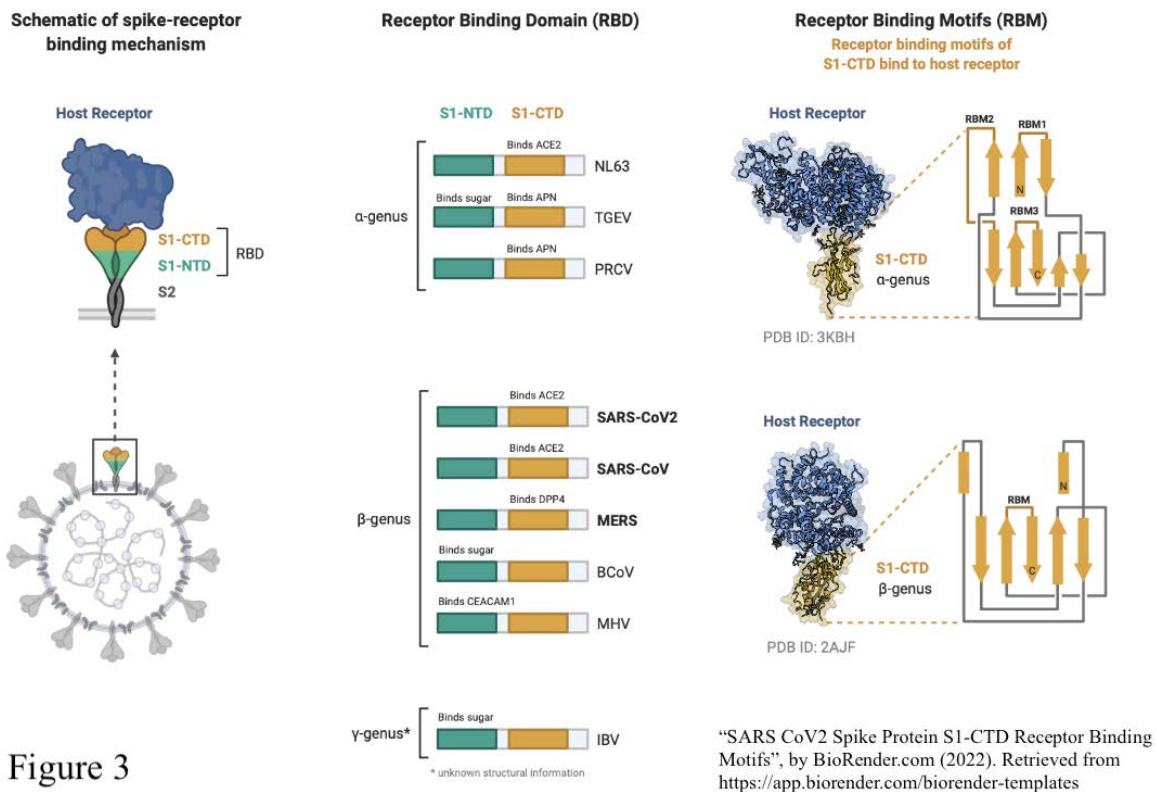 Schematic of spike-receptor
binding mechanism
Host Receptor
S1-CTD
S1-NTD
RBD
S2
Receptor Binding Domain (RBD)
S1-NTD S1-CTD
α-genus
Binds ACE2
NL63
Binds sugar Binds APN
TGEV
Binds APN
PRCV
β-genus
Binds ACE2
SARS-CoV2
Binds ACE2
SARS-CoV
Binds DPP4
MERS
Binds sugar
BCoV
Binds CEACAM1
MHV
γ-genus*
Binds sugar
IBV
* unknown structural information
Receptor Binding Motifs (RBM)
Receptor binding motifs of
S1-CTD bind to host receptor
Host Receptor
S1-CTD
α-genus
PDB ID: 3KBH
RBM2 RBM1
N
RBM3
C
Host Receptor
S1-CTD
β-genus
PDB ID: 2AJF
N
RBM
C
Figure 3
“SARS CoV2 Spike Protein S1-CTD Receptor Binding
Motifs”, by BioRender.com (2022). Retrieved from
https://app.biorender.com/biorender-templates